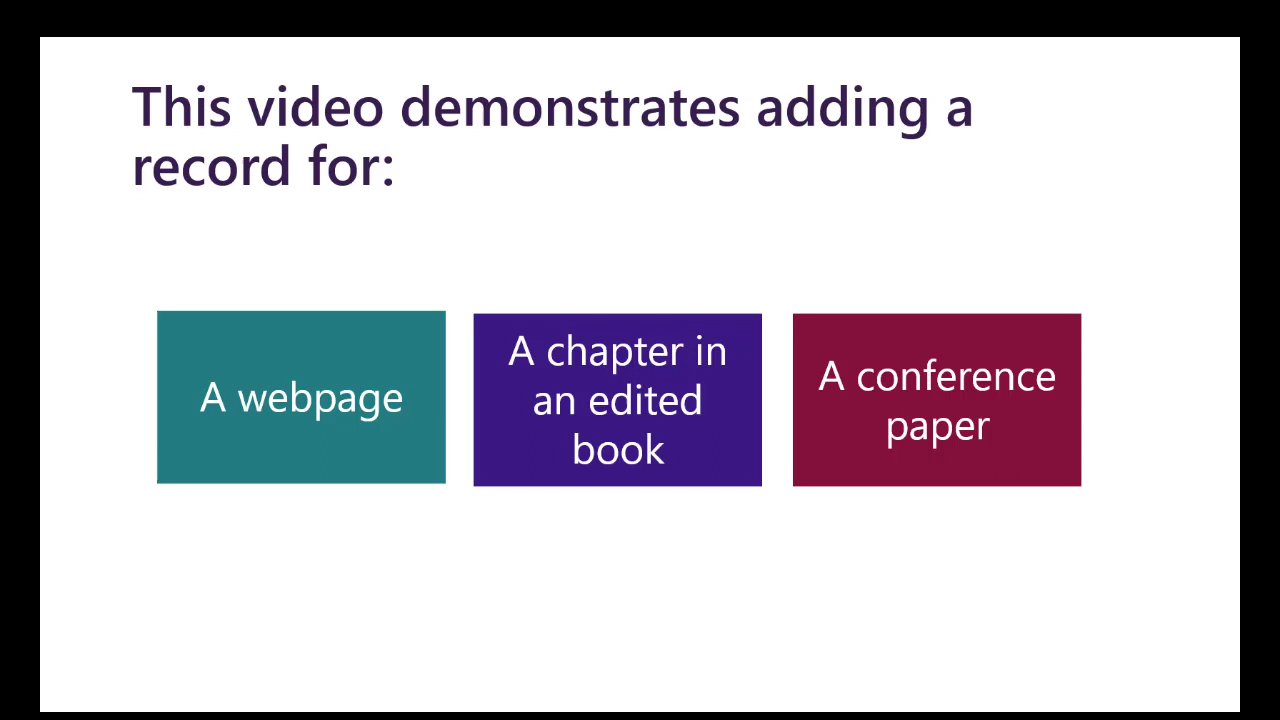 This video demonstrates adding a
record for:
A webpage
A chapter in
an edited
book
A conference
paper